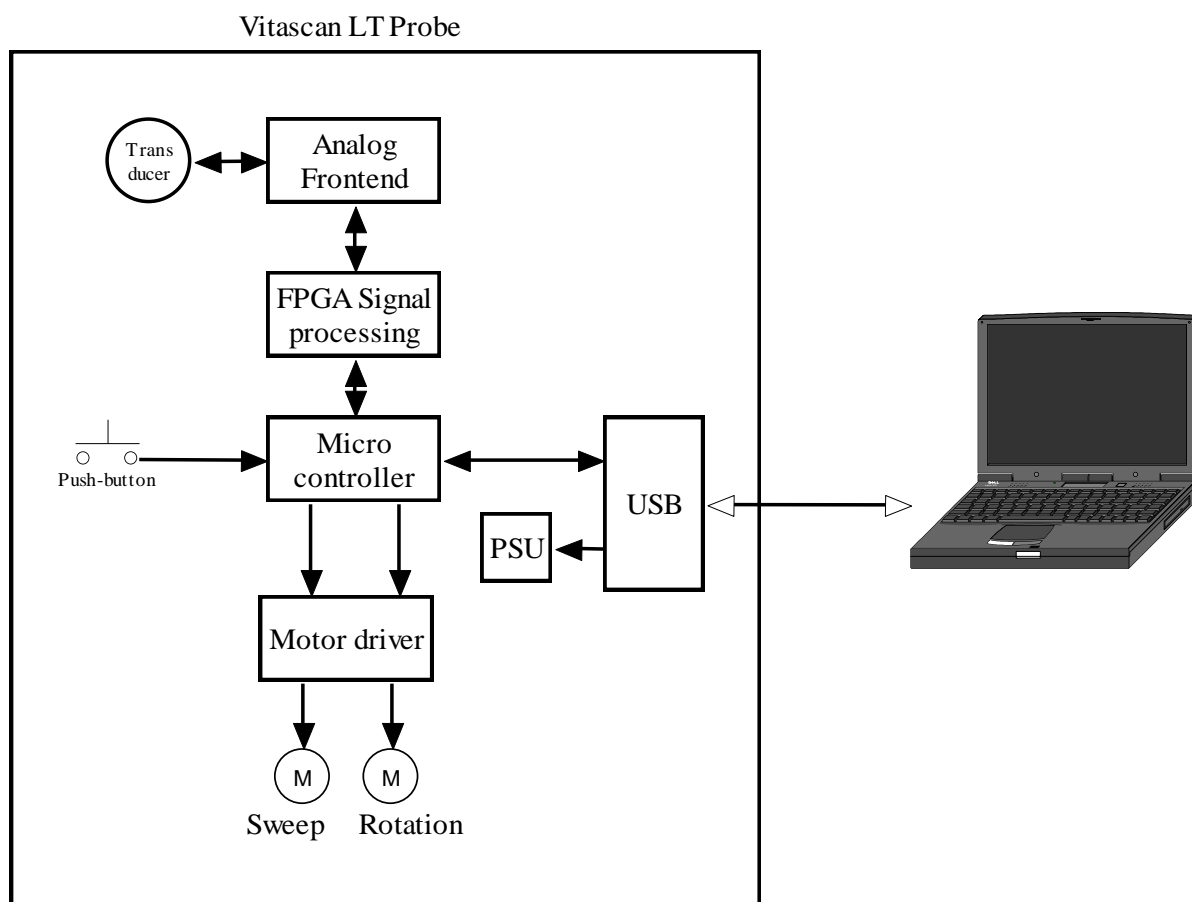 Vitascan LT Probe
Trans
ducer
Analog
Frontend
FPGA Signal
processing
Push-button
Micro
controller
USB
PSU
Motor driver
M
M
Sweep
Rotation
DELL